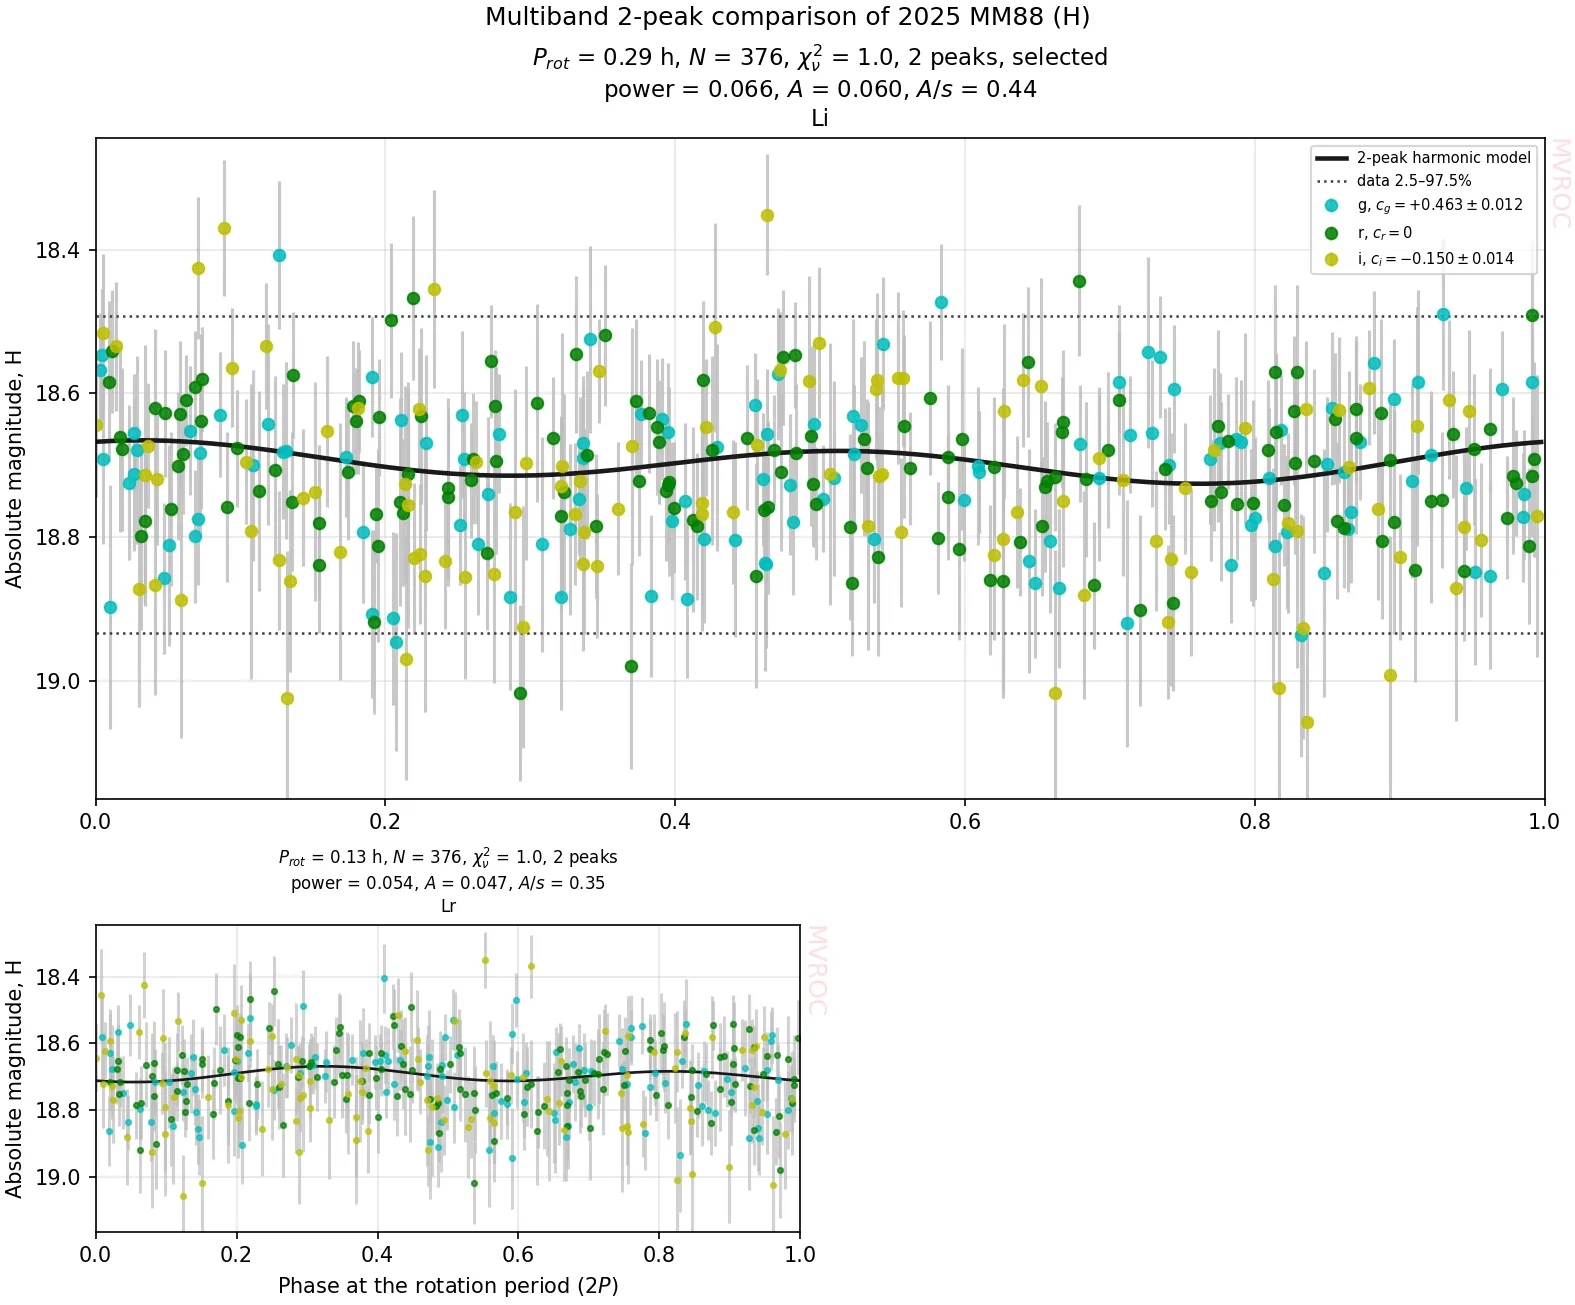 Multiband 2-peak comparison of 2025 MM88 (H)
P_rot = 0.29 h, N = 376, χ²_ν = 1.0, 2 peaks, selected
power = 0.066, A = 0.060, A/s = 0.44
Li
Absolute magnitude, H
18.4
18.6
18.8
19.0
0.0 0.2 0.4 0.6 0.8 1.0
2-peak harmonic model
data 2.5–97.5%
g, c_g = +0.463 ± 0.012
r, c_r = 0
i, c_i = −0.150 ± 0.014
MVROC
P_rot = 0.13 h, N = 376, χ²_ν = 1.0, 2 peaks
power = 0.054, A = 0.047, A/s = 0.35
Lr
Absolute magnitude, H
18.4
18.6
18.8
19.0
0.0 0.2 0.4 0.6 0.8 1.0
Phase at the rotation period (2P)
MVROC